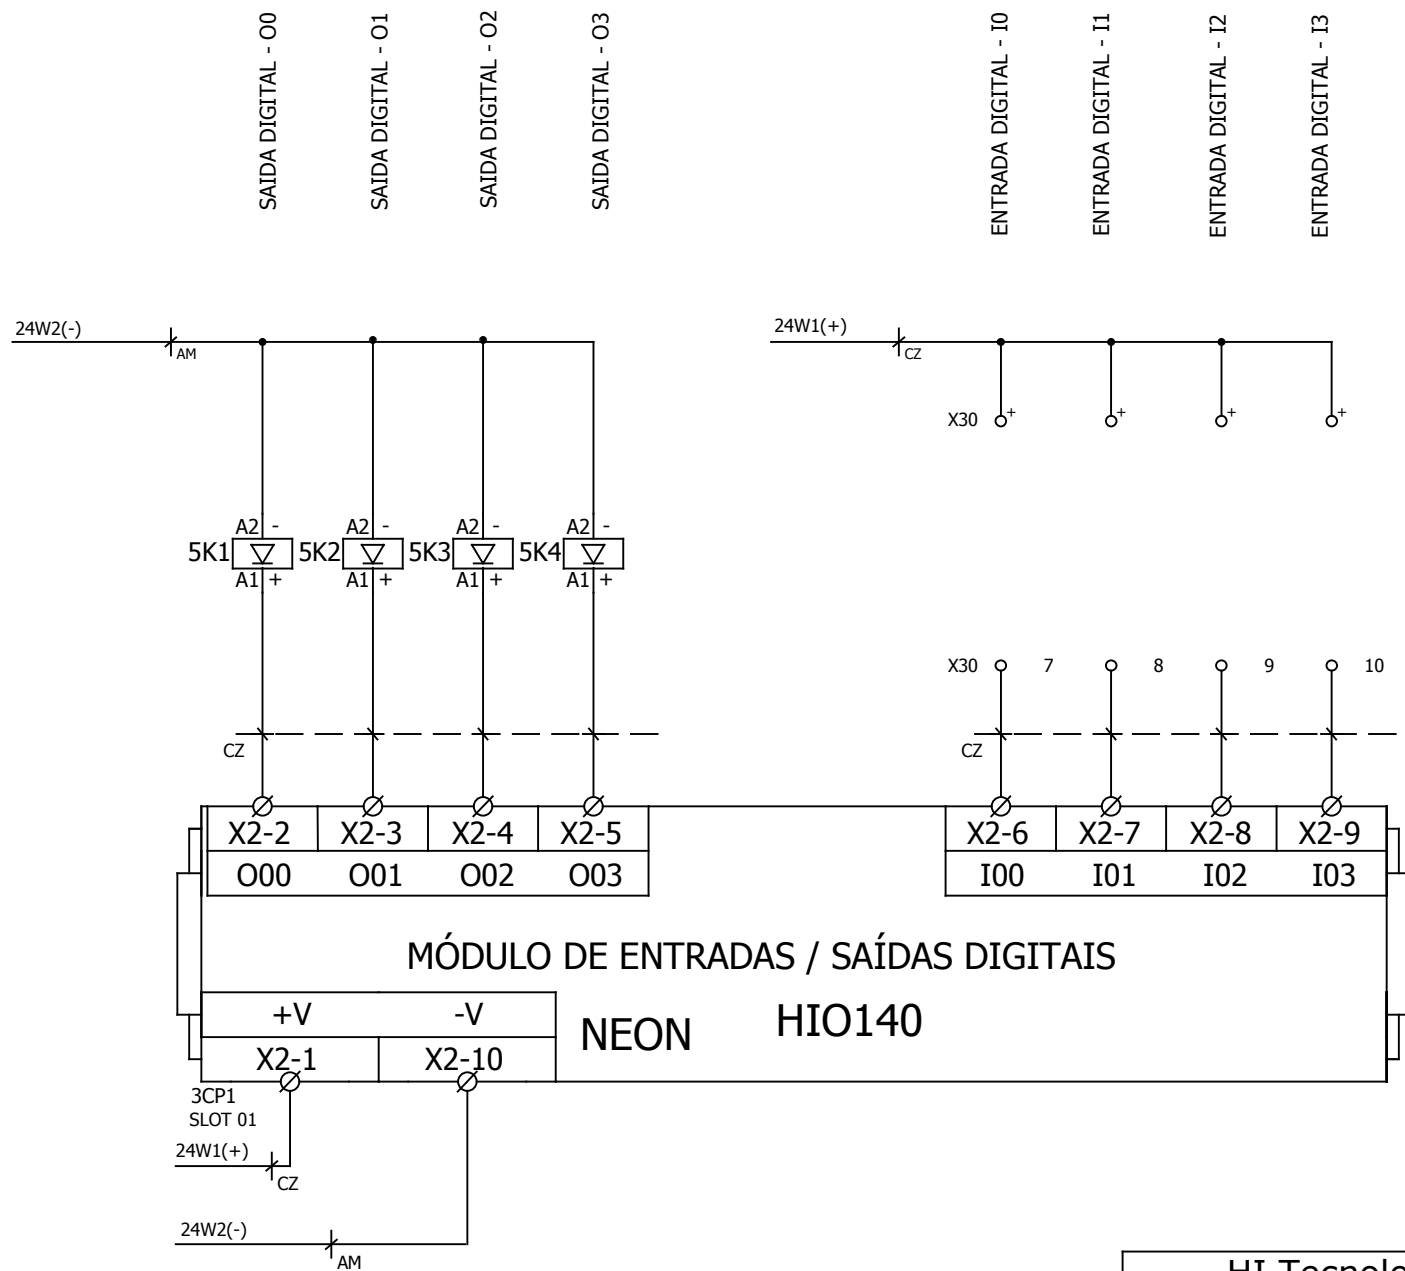 SAIDA DIGITAL - O0
SAIDA DIGITAL - O1
SAIDA DIGITAL - O2
SAIDA DIGITAL - O3
ENTRADA DIGITAL - I0
ENTRADA DIGITAL - I1
ENTRADA DIGITAL - I2
ENTRADA DIGITAL - I3
24W2(-)
AM
24W1(+)
CZ
X30 + + + +
A2 - A2 - A2 - A2 -
5K1 5K2 5K3 5K4
A1 + A1 + A1 + A1 +
X30 7 8 9 10
CZ
CZ
X2-2 X2-3 X2-4 X2-5 X2-6 X2-7 X2-8 X2-9
O00 O01 O02 O03 I00 I01 I02 I03
MÓDULO DE ENTRADAS / SAÍDAS DIGITAIS
+V -V
NEON HIO140
X2-1 X2-10
3CP1
SLOT 01
24W1(+)
CZ
24W2(-)
AM